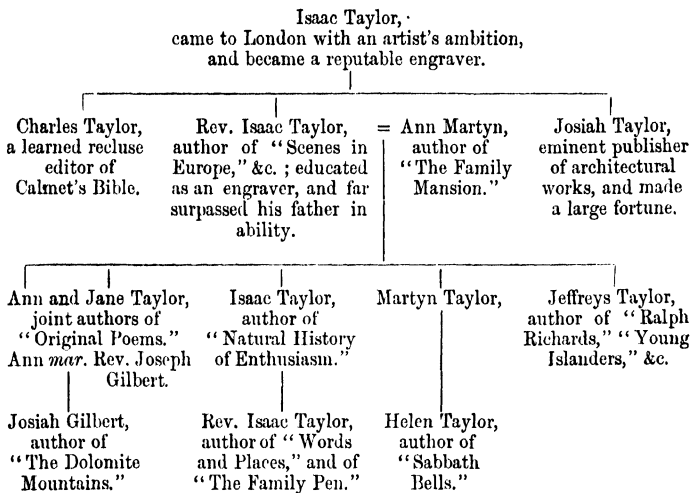 Isaac Taylor,
came to London with an artist's ambition,
and became a reputable engraver.
Charles Taylor,
a learned recluse
editor of
Calmet's Bible.
Rev. Isaac Taylor,
author of "Scenes in
Europe," &c. ; educated
as an engraver, and far
surpassed his father in
ability.
= Ann Martyn,
author of
"The Family
Mansion."
Josiah Taylor,
eminent publisher
of architectural
works, and made
a large fortune.
Ann and Jane Taylor,
joint authors of
"Original Poems."
Ann mar. Rev. Joseph
Gilbert.
Isaac Taylor,
author of
"Natural History
of Enthusiasm."
Martyn Taylor,
Jeffreys Taylor,
author of "Ralph
Richards," "Young
Islanders," &c.
Josiah Gilbert,
author of
"The Dolomite
Mountains."
Rev. Isaac Taylor,
author of "Words
and Places," and of
"The Family Pen."
Helen Taylor,
author of
"Sabbath
Bells."